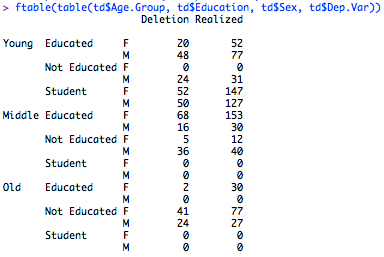 > ftable(table(td$Age.Group, td$Education, td$Sex, td$Dep.Var))
Deletion Realized
Young Educated F 20 52
M 48 77
Not Educated F 0 0
M 24 31
Student F 52 147
M 50 127
Middle Educated F 68 153
M 16 30
Not Educated F 5 12
M 36 40
Student F 0 0
M 0 0
Old Educated F 2 30
M 0 0
Not Educated F 41 77
M 24 27
Student F 0 0
M 0 0